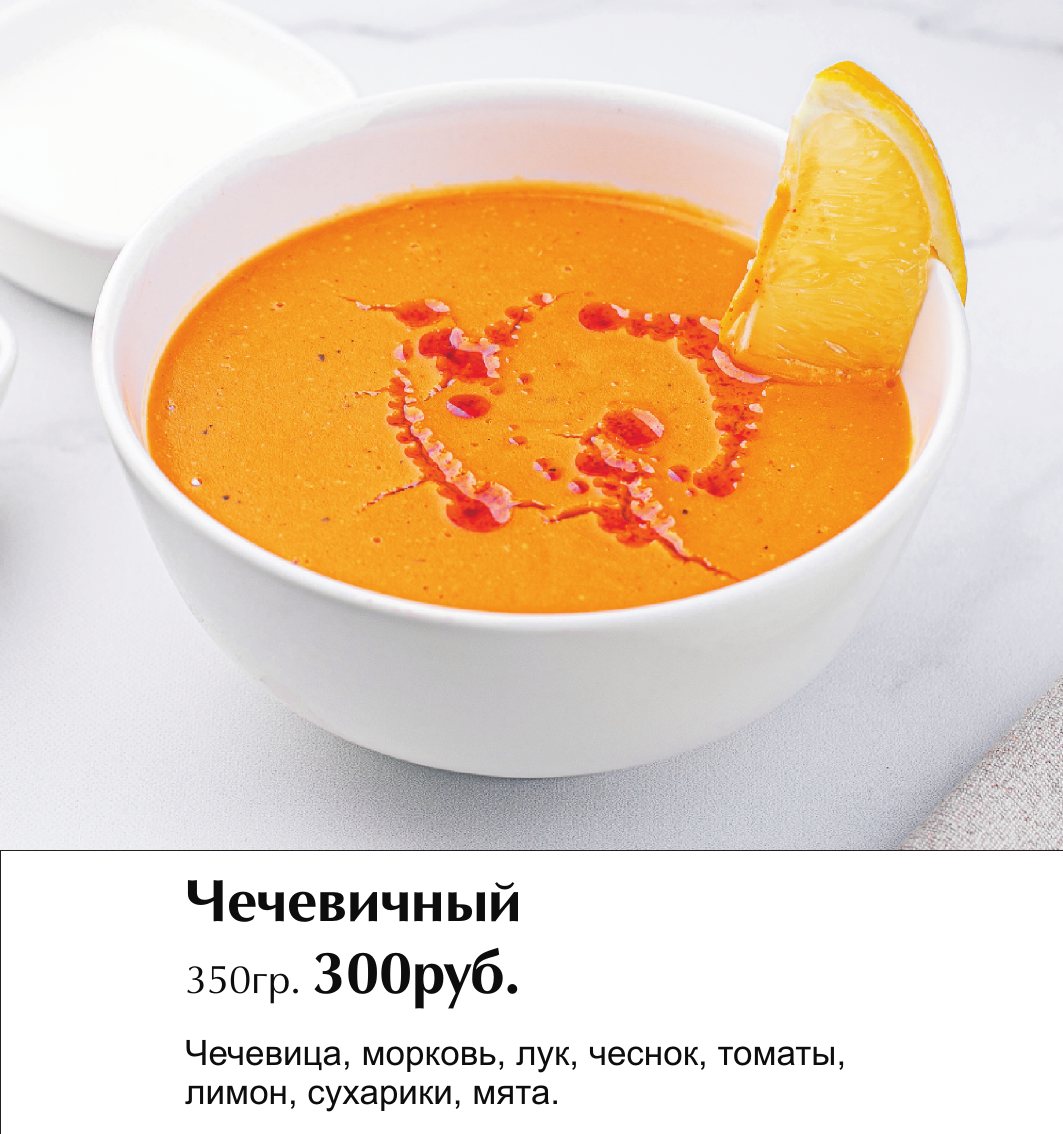 Чечевичный
350гр. 300руб.
Чечевица, морковь, лук, чеснок, томаты,
лимон, сухарики, мята.